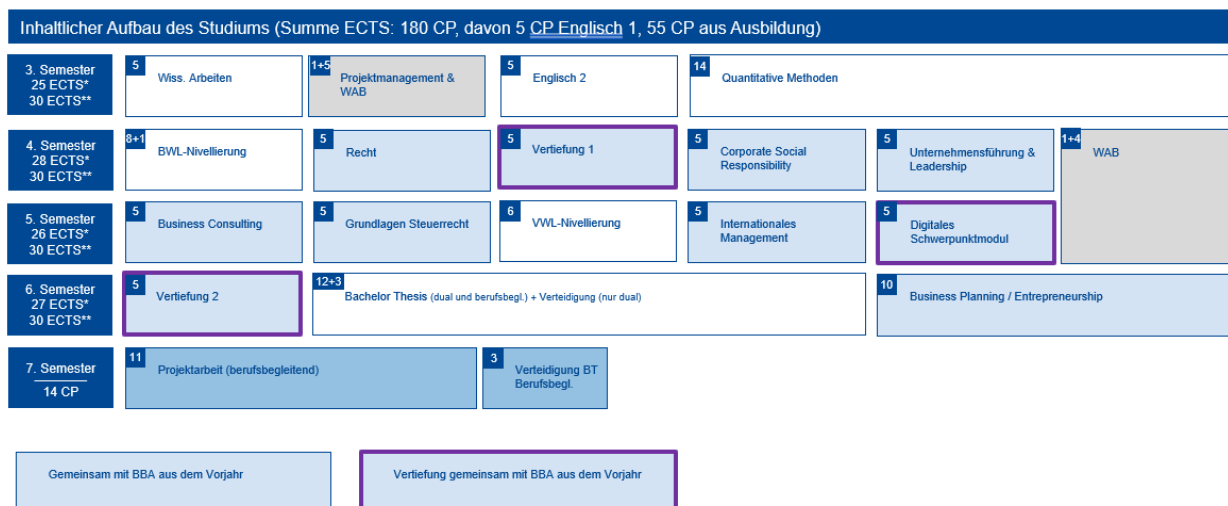 Inhaltlicher Aufbau des Studiums (Summe ECTS: 180 CP, davon 5 CP Englisch 1, 55 CP aus Ausbildung)
3. Semester
25 ECTS*
30 ECTS**
5
Wiss. Arbeiten
1+5
Projektmanagement &
WAB
5
Englisch 2
14
Quantitative Methoden
4. Semester
28 ECTS*
30 ECTS**
8+1
BWL-Nivellierung
5
Recht
5
Vertiefung 1
5
Corporate Social
Responsibility
5
Unternehmensführung &
Leadership
1+4
WAB
5. Semester
26 ECTS*
30 ECTS**
5
Business Consulting
5
Grundlagen Steuerrecht
6
VWL-Nivellierung
5
Internationales
Management
5
Digitales
Schwerpunktmodul
6. Semester
27 ECTS*
30 ECTS**
5
Vertiefung 2
12+3
Bachelor Thesis (dual und berufsbegl.) + Verteidigung (nur dual)
10
Business Planning / Entrepreneurship
7. Semester
14 CP
11
Projektarbeit (berufsbegleitend)
3
Verteidigung BT
Berufsbegl.
Gemeinsam mit BBA aus dem Vorjahr
Vertiefung gemeinsam mit BBA aus dem Vorjahr